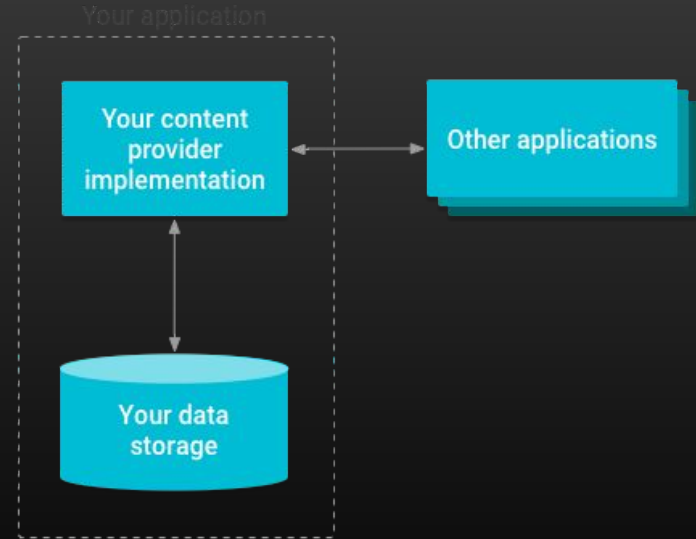 Your application
Your content
provider
implementation
Other applications
Your data
storage